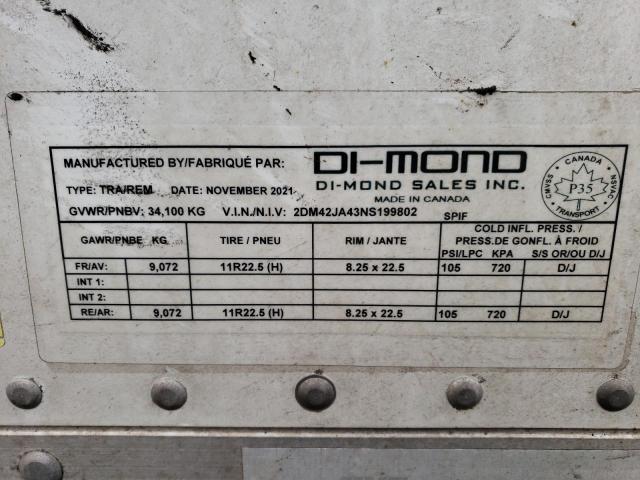 MANUFACTURED BY/FABRIQUÉ PAR: DI-MOND
DI-MOND SALES INC.
MADE IN CANADA
TYPE: TRA/REM DATE: NOVEMBER 2021
GVWR/PNBV: 34,100 KG V.I.N./N.I.V: 2DM42JA43NS199802 SPIF
CANADA
CMVSS NSVAC
P35
TRANSPORT
GAWR/PNBE KG TIRE / PNEU RIM / JANTE COLD INFL. PRESS. /
PRESS.DE GONFL. À FROID
PSI/LPC KPA S/S OR/OU D/J
FR/AV: 9,072 11R22.5 (H) 8.25 x 22.5 105 720 D/J
INT 1:
INT 2:
RE/AR: 9,072 11R22.5 (H) 8.25 x 22.5 105 720 D/J